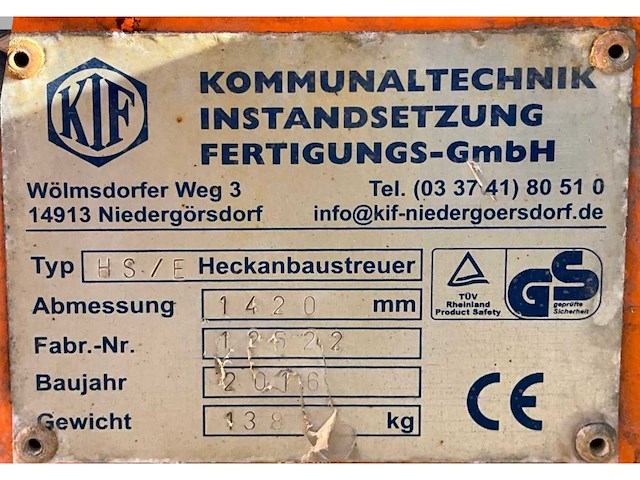 KIF
KOMMUNALTECHNIK
INSTANDSETZUNG
FERTIGUNGS-GmbH
Wölmsdorfer Weg 3 Tel. (03 37 41) 80 51 0
14913 Niedergörsdorf info@kif-niedergoersdorf.de
Typ HS/E Heckanbaustreuer
Abmessung 1420 mm
Fabr.-Nr.
Baujahr 2016
Gewicht 138 kg
TÜV
Rheinland
Product Safety
GS
geprüfte
Sicherheit
CE